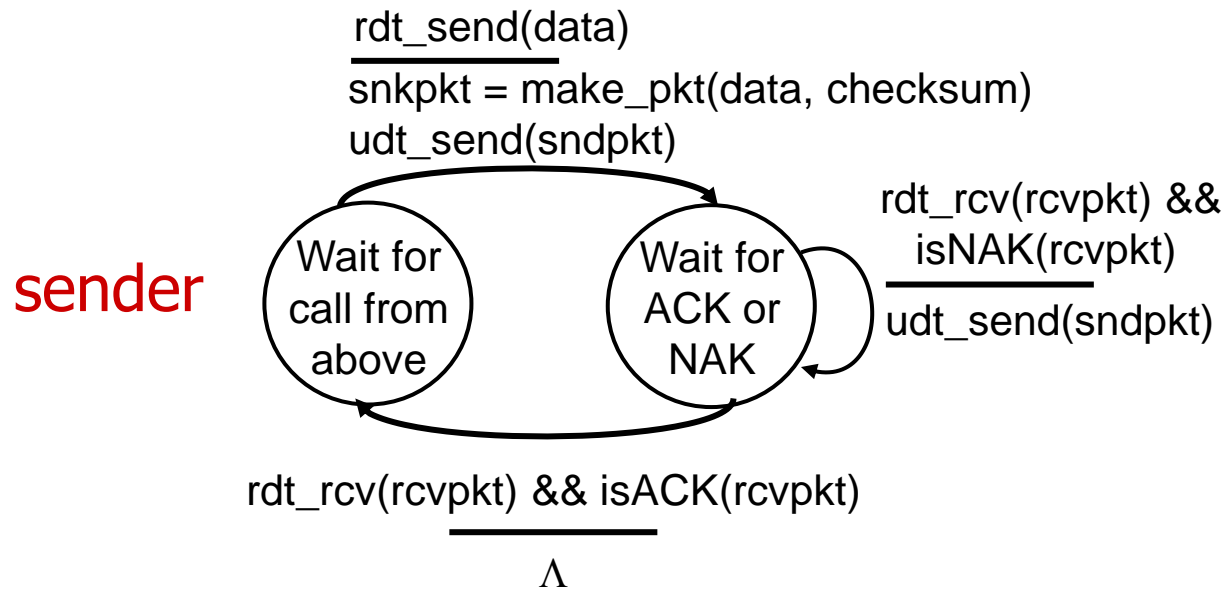 rdt_send(data)
snkpkt = make_pkt(data, checksum)
udt_send(sndpkt)
sender
Wait for
call from
above
Wait for
ACK or
NAK
rdt_rcv(rcvpkt) &&
isNAK(rcvpkt)
udt_send(sndpkt)
rdt_rcv(rcvpkt) && isACK(rcvpkt)
Λ